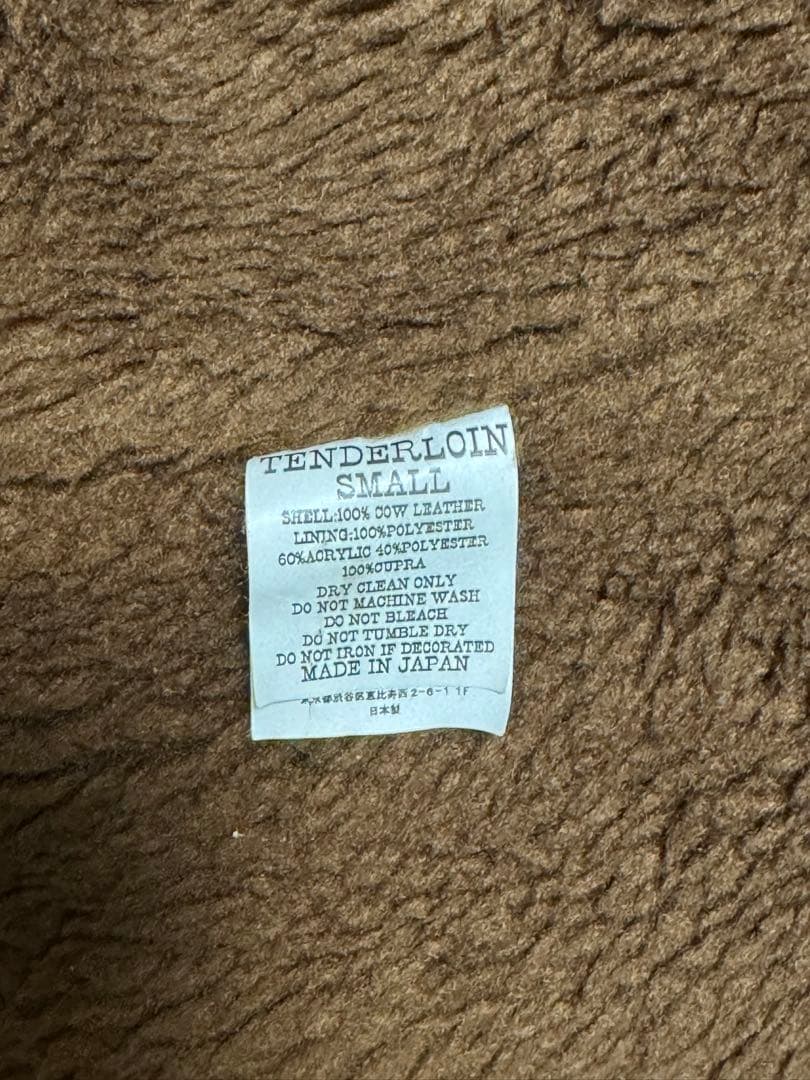 TENDERLOIN
SMALL
SHELL:100% COW LEATHER
LINING:100%POLYESTER
60%ACRYLIC 40%POLYESTER
100%CUPRA
DRY CLEAN ONLY
DO NOT MACHINE WASH
DO NOT BLEACH
DO NOT TUMBLE DRY
DO NOT IRON IF DECORATED
MADE IN JAPAN
東京都渋谷区恵比寿西2-6-11F
日本製